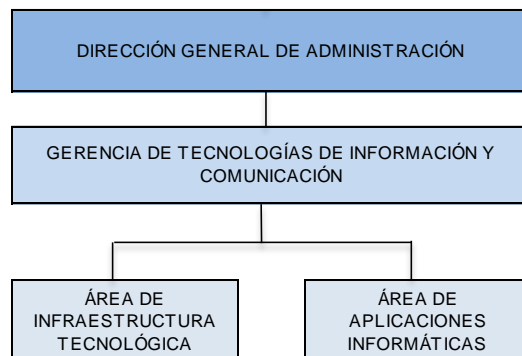 DIRECCIÓN GENERAL DE ADMINISTRACIÓN
GERENCIA DE TECNOLOGÍAS DE INFORMACIÓN Y
COMUNICACIÓN
ÁREA DE
INFRAESTRUCTURA
TECNOLÓGICA
ÁREA DE
APLICACIONES
INFORMÁTICAS